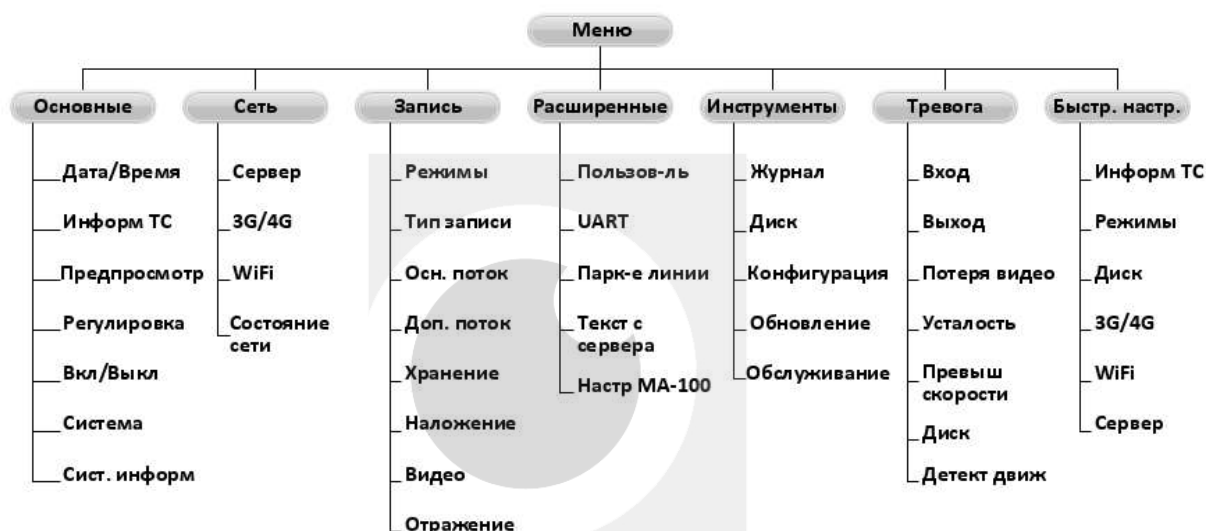 Меню
Основные
Дата/Время
Информ ТС
Предпросмотр
Регулировка
Вкл/Выкл
Система
Сист. информ
Сеть
Сервер
3G/4G
WiFi
Состояние
сети
Запись
Режимы
Тип записи
Осн. поток
Доп. поток
Хранение
Наложение
Видео
Отражение
Расширенные
Пользов-ль
UART
Парк-е линии
Текст с
сервера
Настр МА-100
Инструменты
Журнал
Диск
Конфигурация
Обновление
Обслуживание
Тревога
Вход
Выход
Потеря видео
Усталость
Превыш
скорости
Диск
Детект движ
Быстр. настр.
Информ ТС
Режимы
Диск
3G/4G
WiFi
Сервер